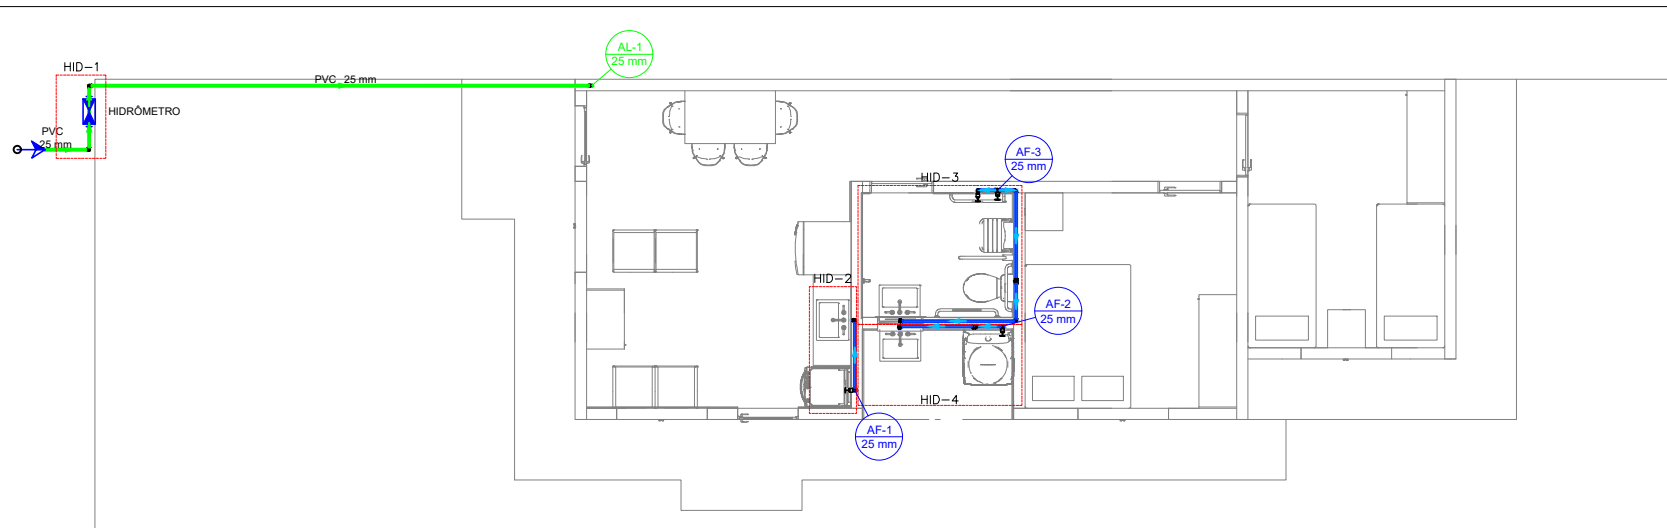 AL-1
25 mm
HID-1
PVC 25 mm
HIDRÔMETRO
PVC
25 mm
AF-3
25 mm
HID-3
HID-2
AF-2
25 mm
HID-4
AF-1
25 mm